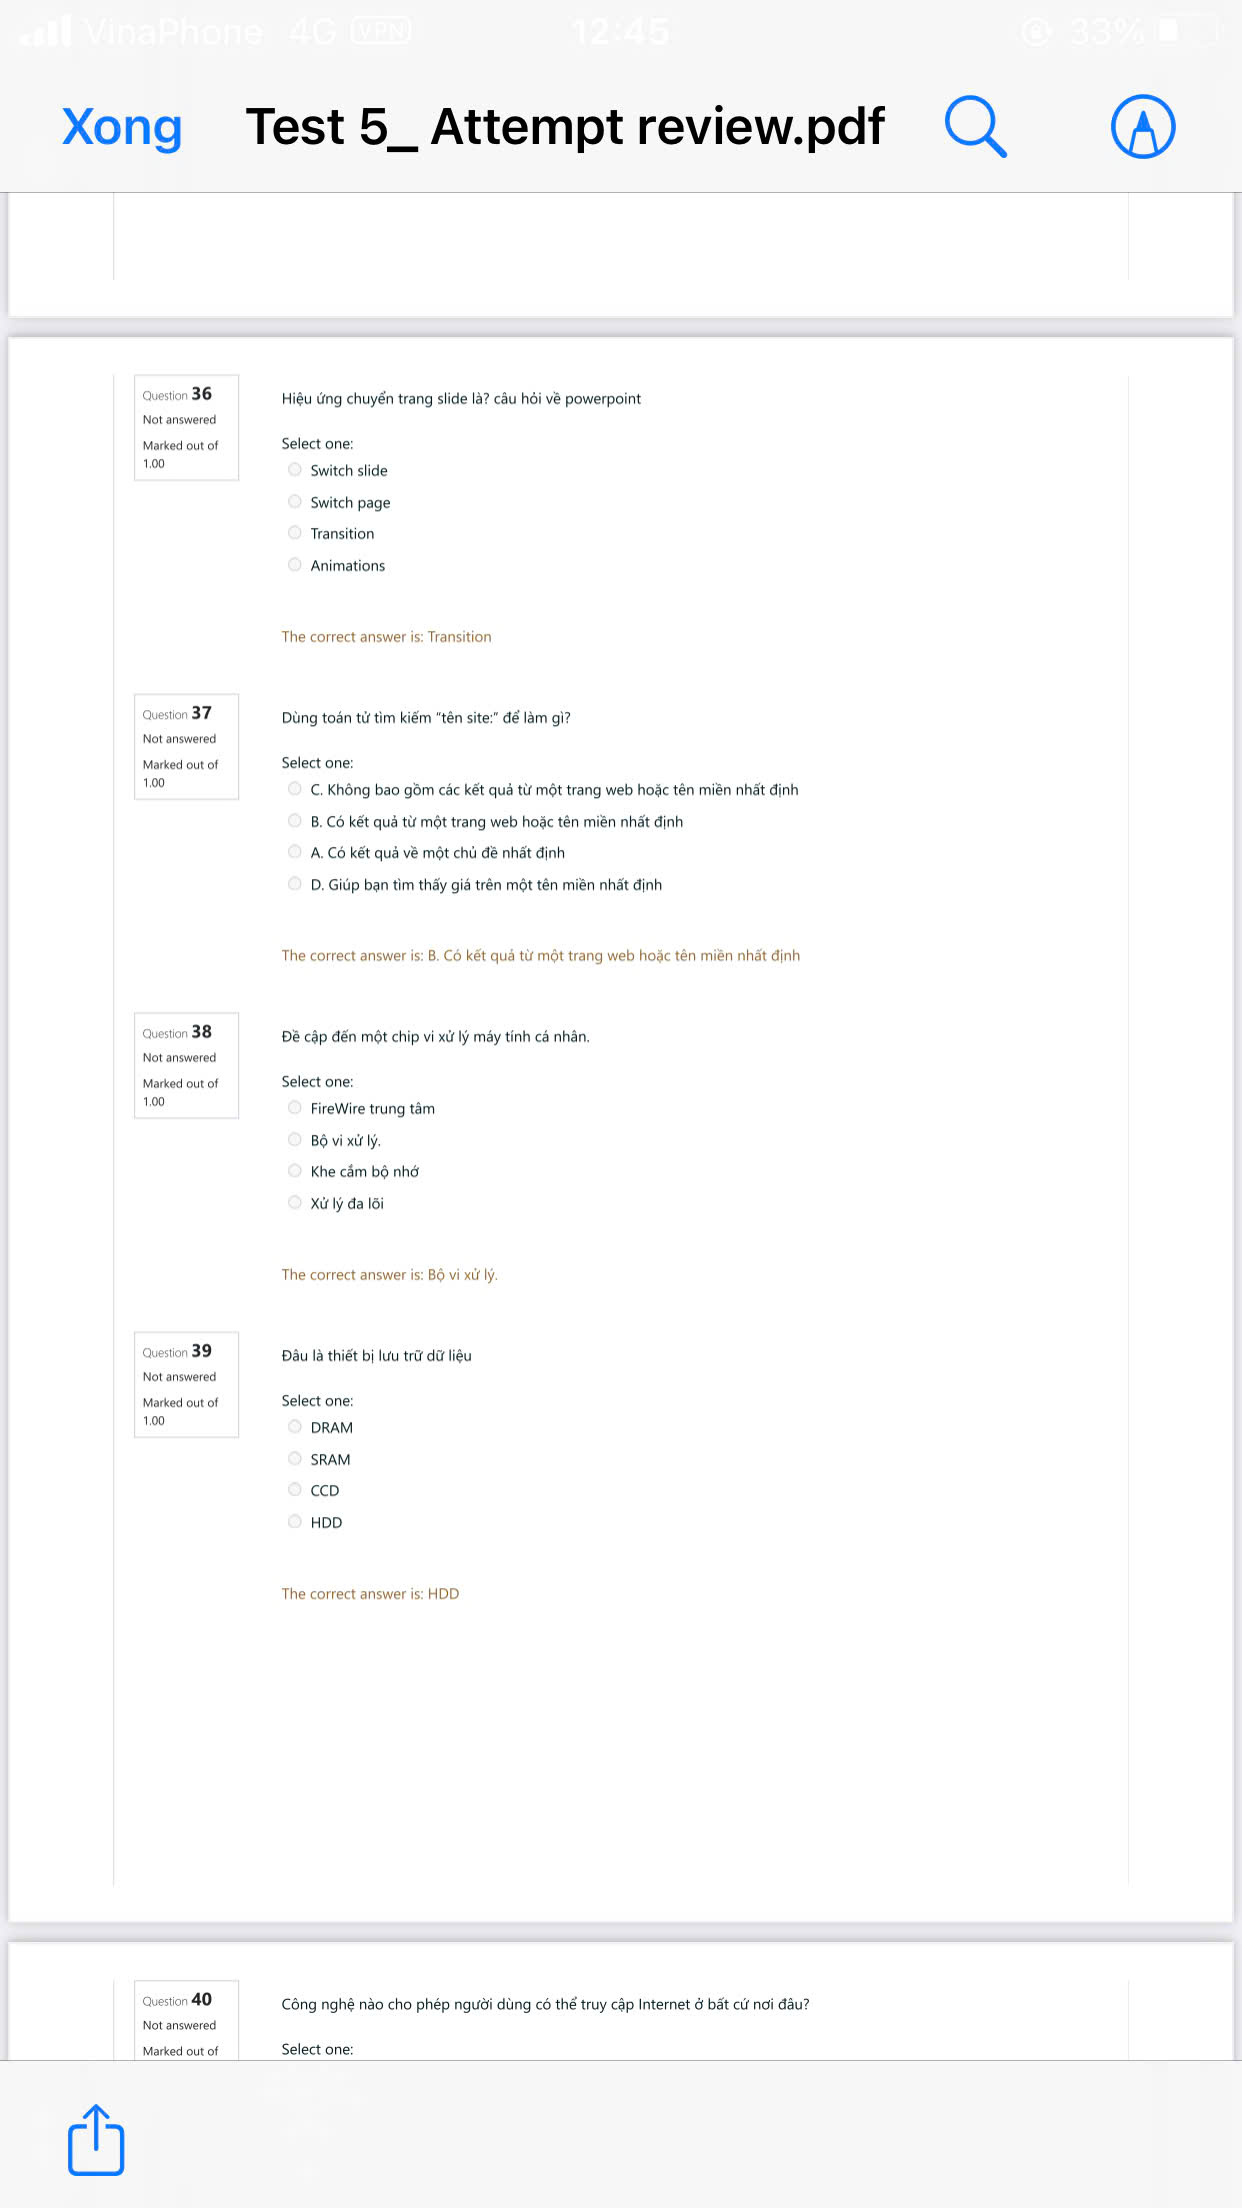 VinaPhone 4G VPN 12:45 33%
Xong Test 5_ Attempt review.pdf
Question 36
Not answered
Marked out of
1.00
Hiệu ứng chuyển trang slide là? câu hỏi về powerpoint
Select one:
Switch slide
Switch page
Transition
Animations
The correct answer is: Transition
Question 37
Not answered
Marked out of
1.00
Dùng toán tử tìm kiếm “tên site:” để làm gì?
Select one:
C. Không bao gồm các kết quả từ một trang web hoặc tên miền nhất định
B. Có kết quả từ một trang web hoặc tên miền nhất định
A. Có kết quả về một chủ đề nhất định
D. Giúp bạn tìm thấy giá trên một tên miền nhất định
The correct answer is: B. Có kết quả từ một trang web hoặc tên miền nhất định
Question 38
Not answered
Marked out of
1.00
Đề cập đến một chip vi xử lý máy tính cá nhân.
Select one:
FireWire trung tâm
Bộ vi xử lý.
Khe cắm bộ nhớ
Xử lý đa lõi
The correct answer is: Bộ vi xử lý.
Question 39
Not answered
Marked out of
1.00
Đâu là thiết bị lưu trữ dữ liệu
Select one:
DRAM
SRAM
CCD
HDD
The correct answer is: HDD
Question 40
Not answered
Marked out of
Công nghệ nào cho phép người dùng có thể truy cập Internet ở bất cứ nơi đâu?
Select one: